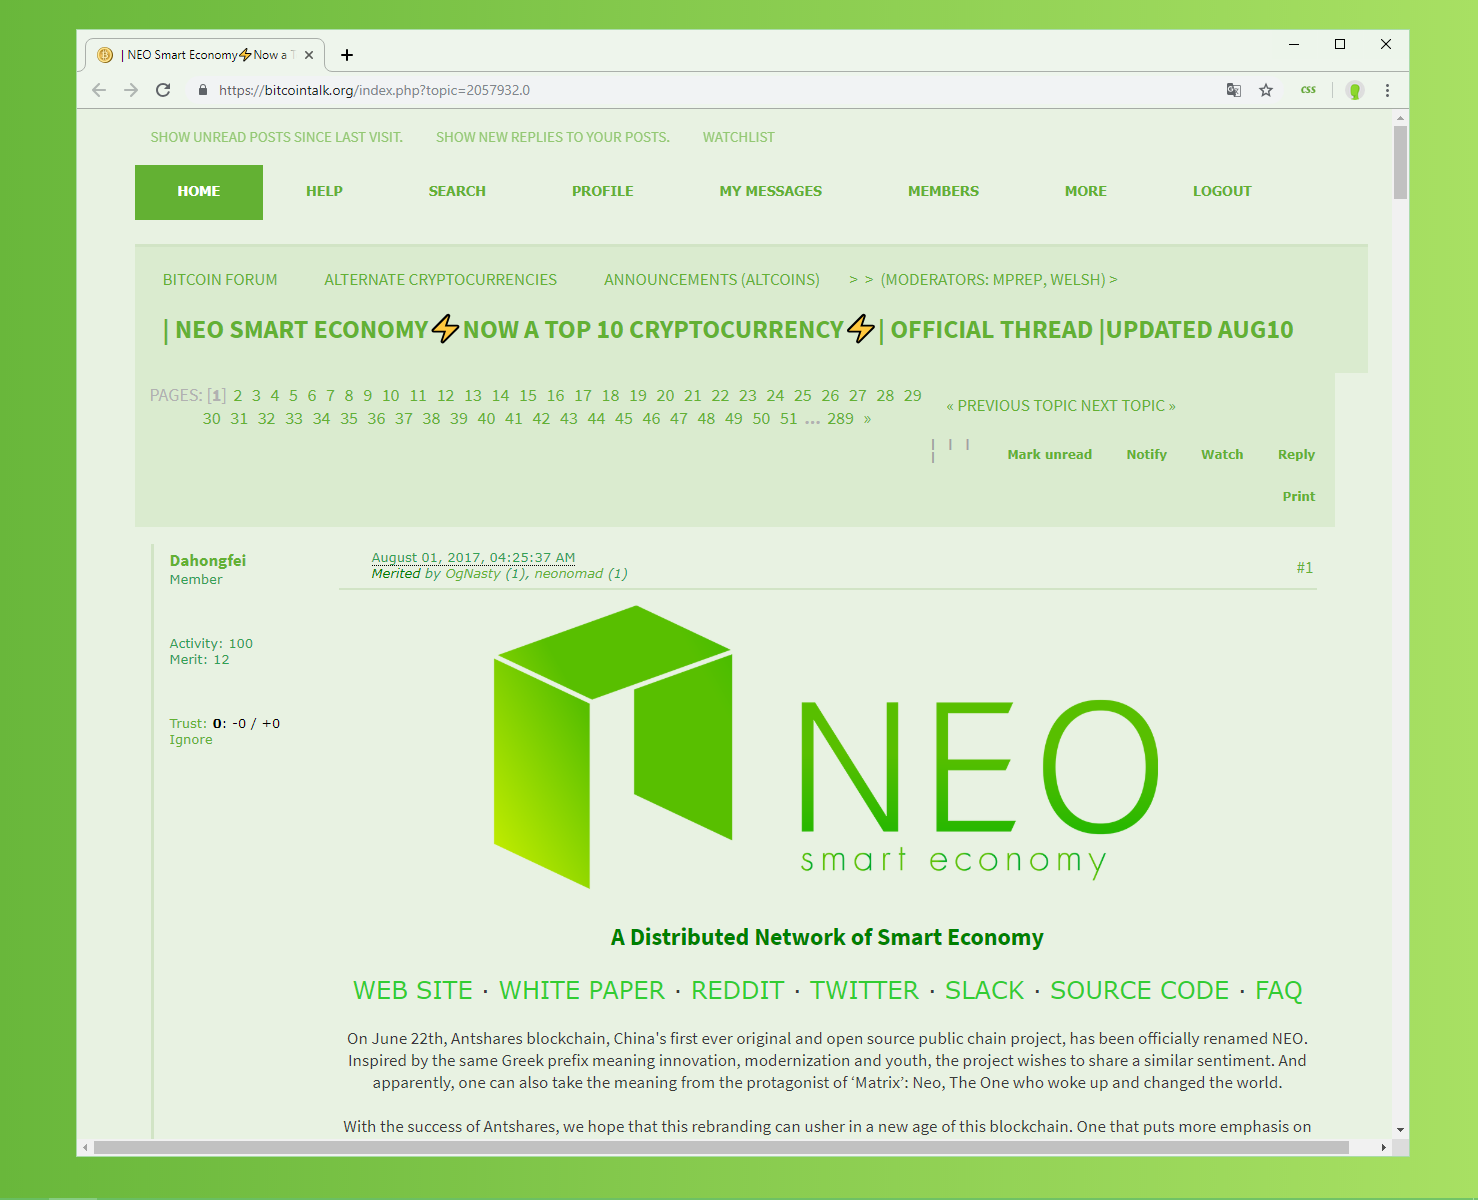 | NEO Smart Economy⚡Now a T
https://bitcointalk.org/index.php?topic=2057932.0
css
SHOW UNREAD POSTS SINCE LAST VISIT. SHOW NEW REPLIES TO YOUR POSTS. WATCHLIST
HOME HELP SEARCH PROFILE MY MESSAGES MEMBERS MORE LOGOUT
BITCOIN FORUM ALTERNATE CRYPTOCURRENCIES ANNOUNCEMENTS (ALTCOINS) > > (MODERATORS: MPREP, WELSH) >
| NEO SMART ECONOMY⚡NOW A TOP 10 CRYPTOCURRENCY⚡| OFFICIAL THREAD |UPDATED AUG10
PAGES: [1] 2 3 4 5 6 7 8 9 10 11 12 13 14 15 16 17 18 19 20 21 22 23 24 25 26 27 28 29
30 31 32 33 34 35 36 37 38 39 40 41 42 43 44 45 46 47 48 49 50 51 ... 289 »
« PREVIOUS TOPIC NEXT TOPIC »
| | |
|
Mark unread Notify Watch Reply
Print
Dahongfei
Member
Activity: 100
Merit: 12
Trust: 0: -0 / +0
Ignore
August 01, 2017, 04:25:37 AM
Merited by OgNasty (1), neonomad (1)
#1
NEO
smart economy
A Distributed Network of Smart Economy
WEB SITE · WHITE PAPER · REDDIT · TWITTER · SLACK · SOURCE CODE · FAQ
On June 22th, Antshares blockchain, China's first ever original and open source public chain project, has been officially renamed NEO.
Inspired by the same Greek prefix meaning innovation, modernization and youth, the project wishes to share a similar sentiment. And
apparently, one can also take the meaning from the protagonist of ‘Matrix’: Neo, The One who woke up and changed the world.
With the success of Antshares, we hope that this rebranding can usher in a new age of this blockchain. One that puts more emphasis on